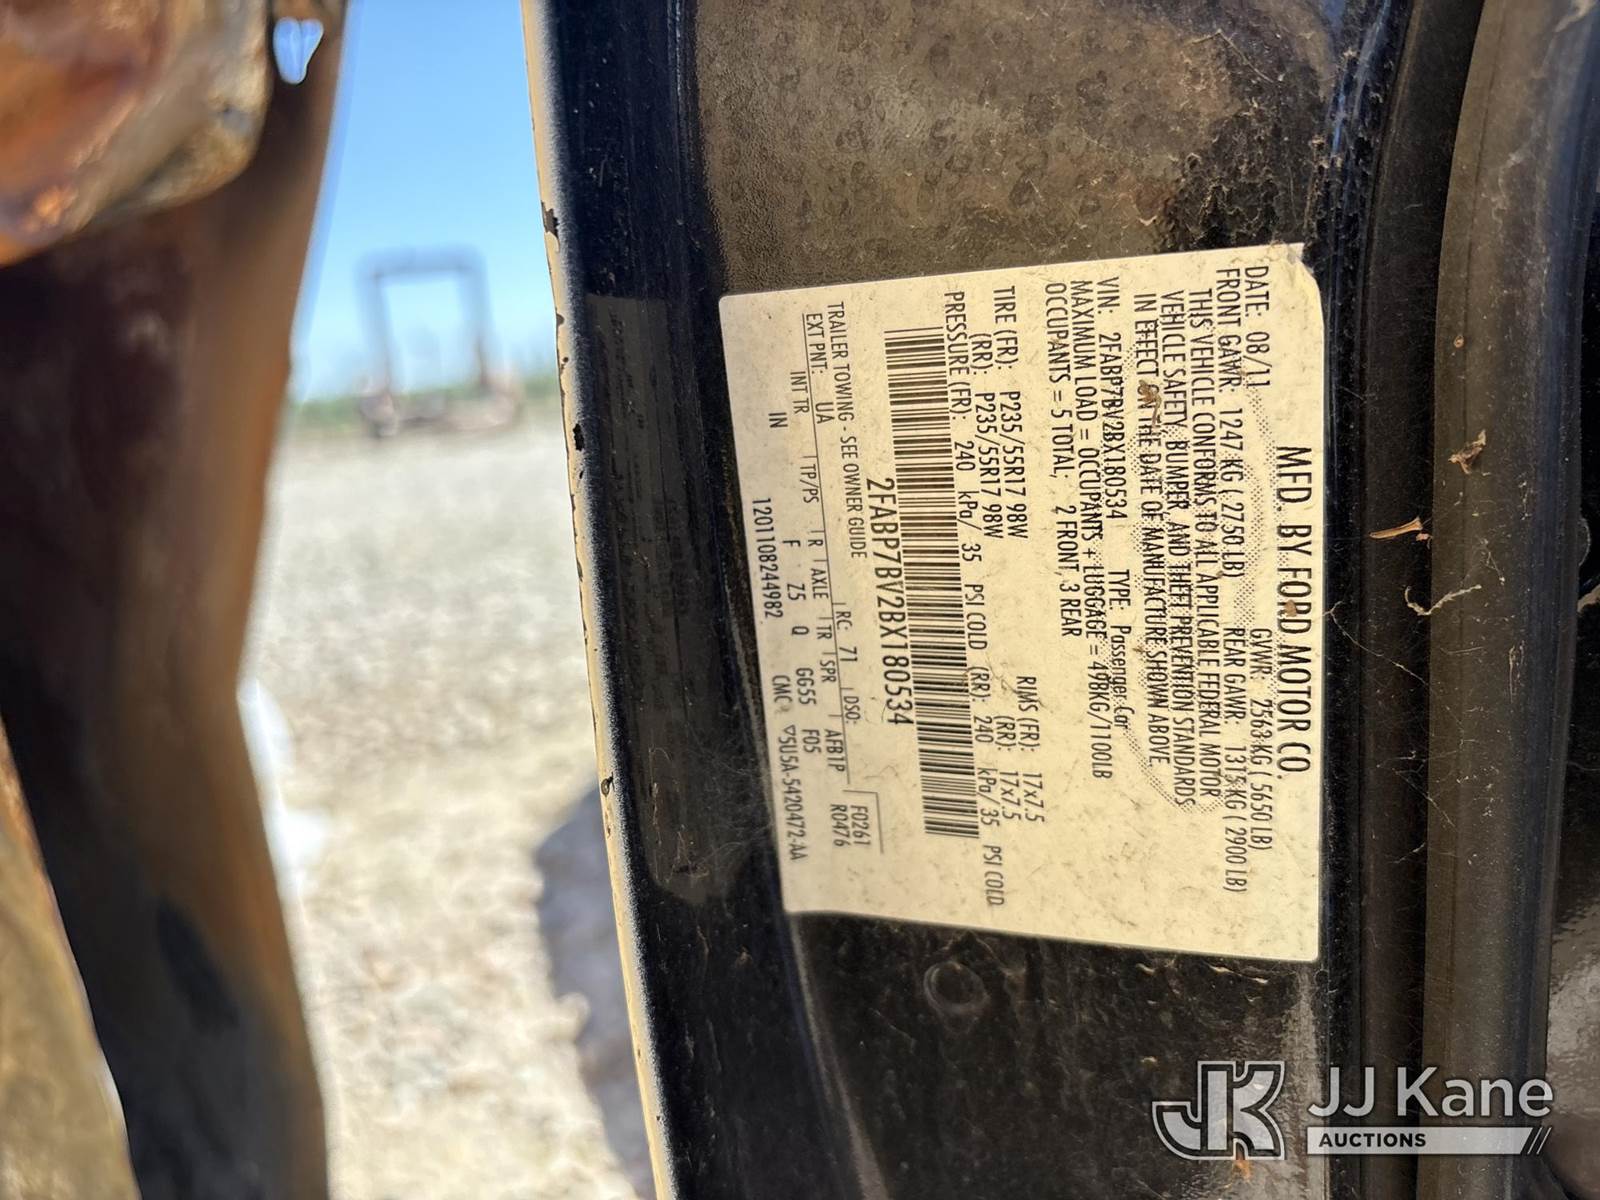 MFD. BY FORD MOTOR CO.
DATE: 08/11 GVWR: 2563 KG ( 5650 LB)
FRONT GAWR: 1247 KG ( 2750 LB) REAR GAWR: 1315 KG ( 2900 LB)
THIS VEHICLE CONFORMS TO ALL APPLICABLE FEDERAL MOTOR
VEHICLE SAFETY, BUMPER, AND THEFT PREVENTION STANDARDS
IN EFFECT ON THE DATE OF MANUFACTURE SHOWN ABOVE.
VIN: 2FABP7BV2BX180534 TYPE: Passenger Car
MAXIMUM LOAD = OCCUPANTS + LUGGAGE = 498KG/1100LB
OCCUPANTS = 5 TOTAL; 2 FRONT, 3 REAR
TIRE (FR): P235/55R17 98W RIMS (FR): 17x7.5
(RR): P235/55R17 98W (RR): 17x7.5
PRESSURE (FR): 240 kPa/ 35 PSI COLD (RR): 240 kPa/ 35 PSI COLD
2FABP7BV2BX180534
TRAILER TOWING - SEE OWNER GUIDE
F0261
EXT PNT: UA RC: 71 DSO: R0476
INT TR TP/PS R AXLE TR SPR AFB1P
IN F Z5 Q GG55 F05
1201108244982 CMC ▽5U5A-5420472-AA
JK JJ Kane
AUCTIONS